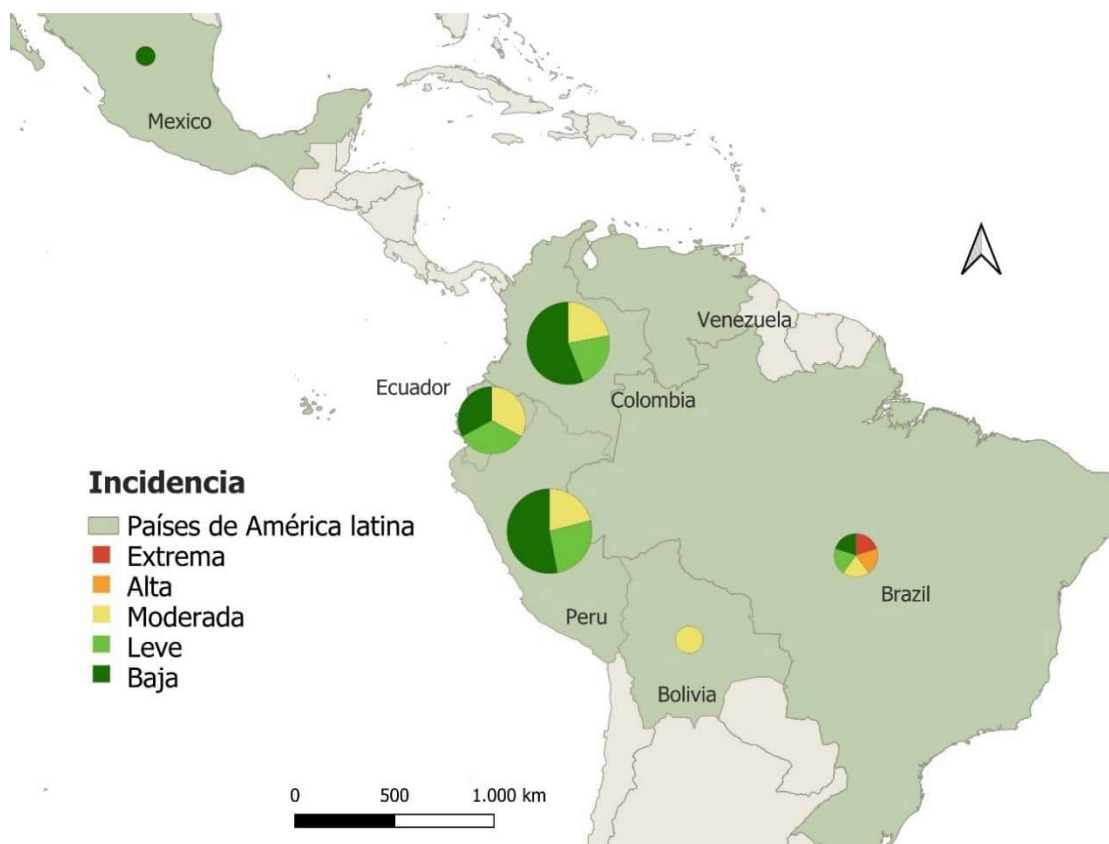 Mexico
Venezuela
Ecuador
Colombia
Incidencia
Países de América latina
Extrema
Alta
Moderada
Leve
Baja
Brazil
Peru
Bolivia
0 500 1.000 km